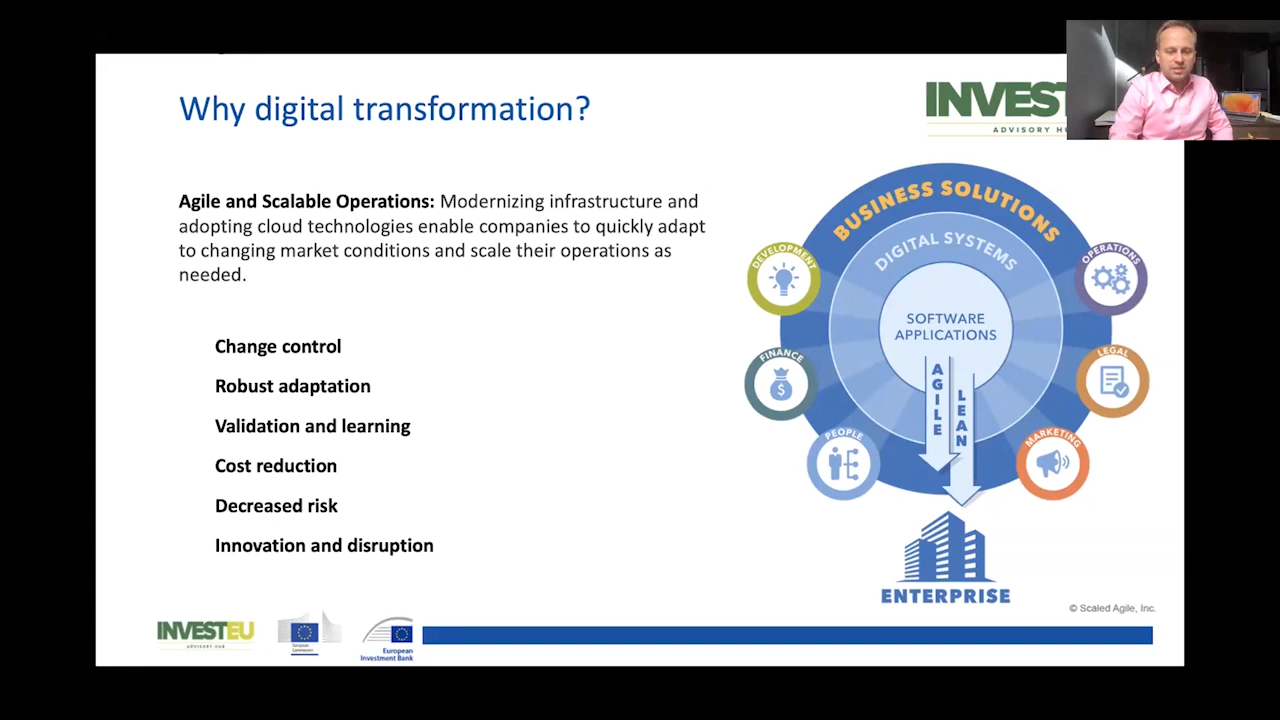 Why digital transformation?
INVEST
ADVISORY HU
Agile and Scalable Operations: Modernizing infrastructure and
adopting cloud technologies enable companies to quickly adapt
to changing market conditions and scale their operations as
needed.
Change control
Robust adaptation
Validation and learning
Cost reduction
Decreased risk
Innovation and disruption
BUSINESS SOLUTIONS
DIGITAL SYSTEMS
SOFTWARE
APPLICATIONS
DEVELOPMENT
OPERATIONS
FINANCE
LEGAL
PEOPLE
MARKETING
AGILE
LEAN
ENTERPRISE
© Scaled Agile, Inc.
INVESTEU
ADVISORY HUB
European
Commission
European
Investment Bank